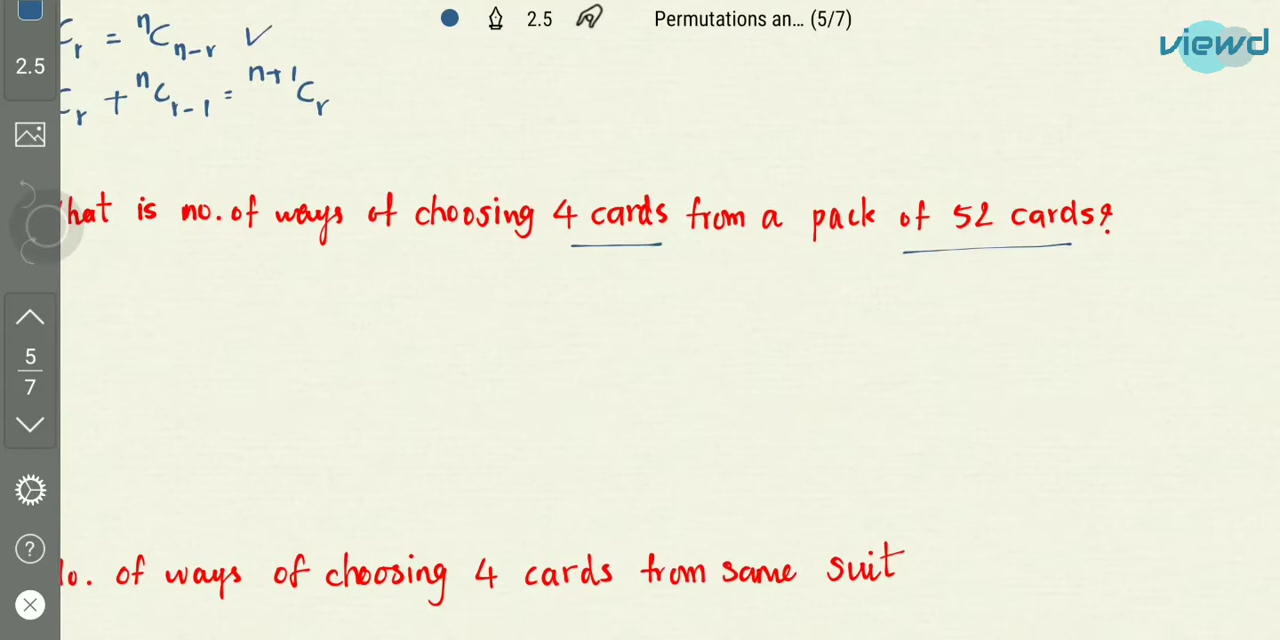 2.5 Permutations an... (5/7)
viewd
2.5
Cᵣ = ⁿCₙ₋ᵣ ✓
Cᵣ + ⁿCᵣ₋₁ = ⁿ⁺¹Cᵣ
hat is no. of ways of choosing 4 cards from a pack of 52 cards?
5
7
?
lo. of ways of choosing 4 cards from same suit